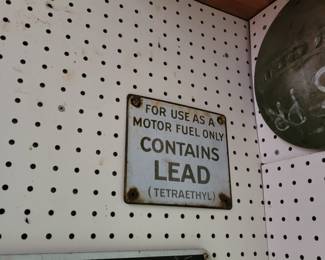 FOR USE AS A
MOTOR FUEL ONLY
CONTAINS
LEAD
(TETRAETHYL)